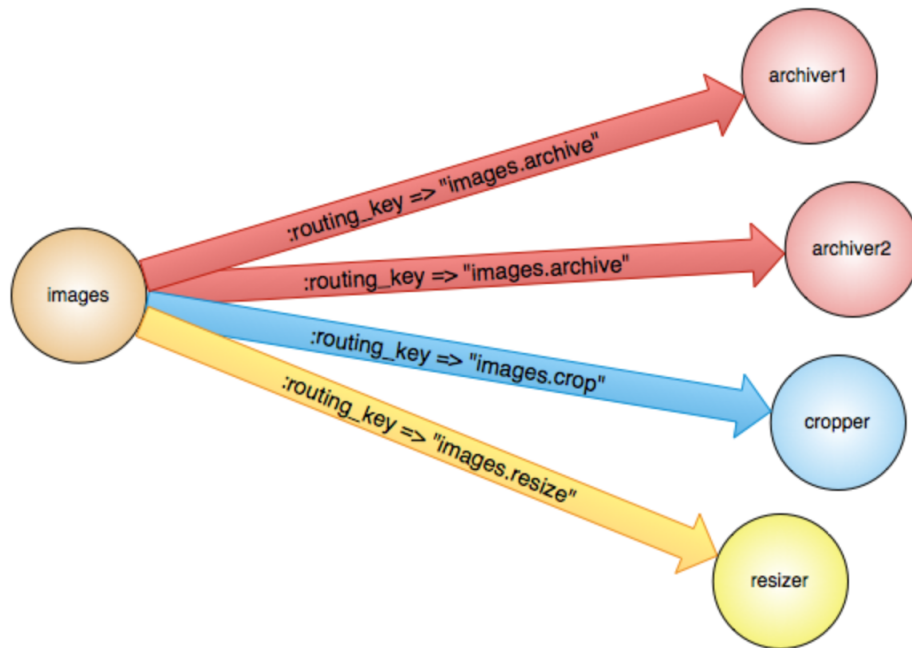 archiver1
:routing_key => "images.archive"
archiver2
:routing_key => "images.archive"
images
:routing_key => "images.crop"
cropper
:routing_key => "images.resize"
resizer